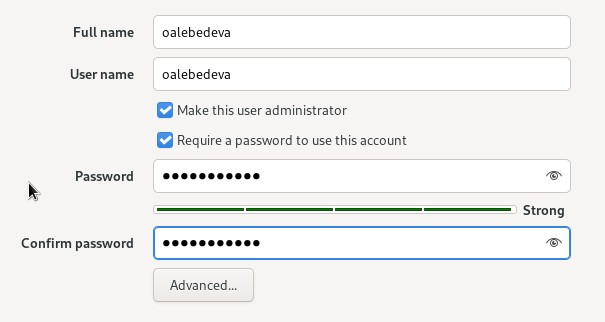 Full name oalebedeva
User name oalebedeva
Make this user administrator
Require a password to use this account
Password ●●●●●●●●●●●
Strong
Confirm password ●●●●●●●●●●●
Advanced...